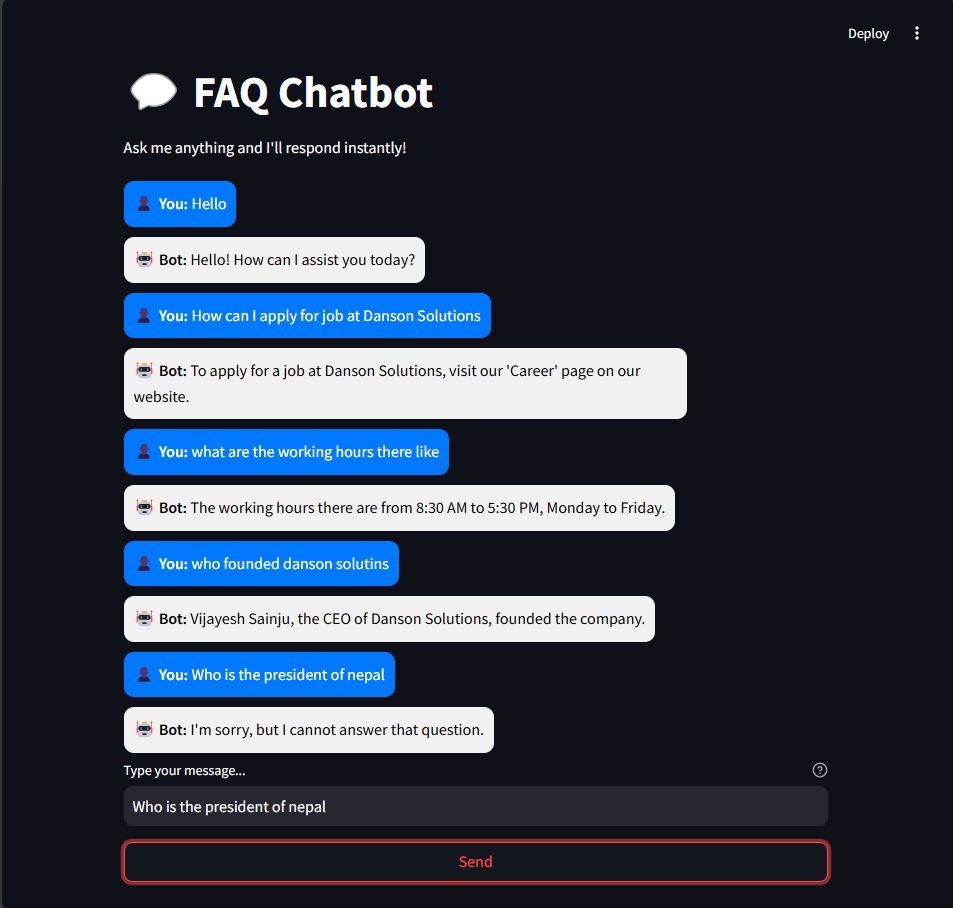 Deploy
FAQ Chatbot
Ask me anything and I'll respond instantly!
You: Hello
Bot: Hello! How can I assist you today?
You: How can I apply for job at Danson Solutions
Bot: To apply for a job at Danson Solutions, visit our 'Career' page on our
website.
You: what are the working hours there like
Bot: The working hours there are from 8:30 AM to 5:30 PM, Monday to Friday.
You: who founded danson solutins
Bot: Vijayesh Sainju, the CEO of Danson Solutions, founded the company.
You: Who is the president of nepal
Bot: I'm sorry, but I cannot answer that question.
Type your message...
Who is the president of nepal
Send